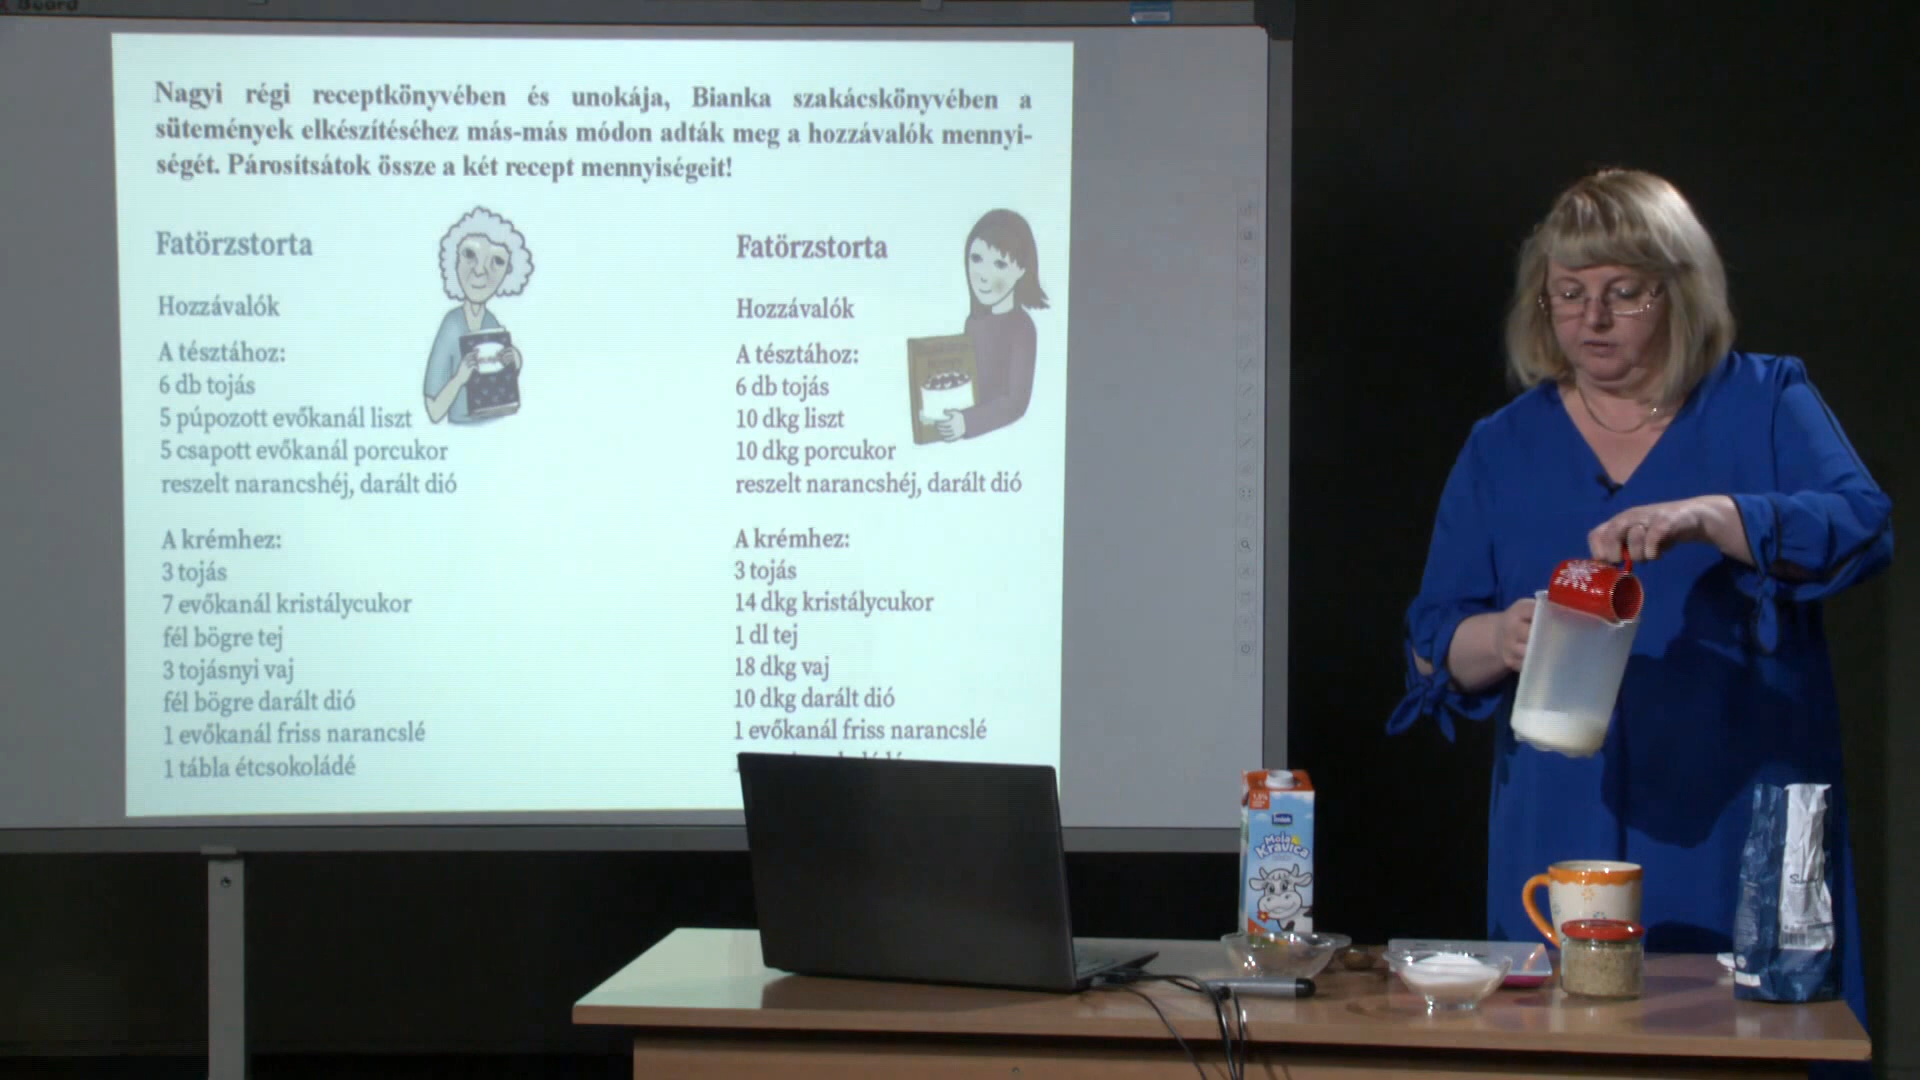 Board
Nagyi régi receptkönyvében és unokája, Bianka szakácskönyvében a
sütemények elkészítéséhez más-más módon adták meg a hozzávalók mennyi-
ségét. Párosítsátok össze a két recept mennyiségeit!
Fatörzstorta
Hozzávalók
A tésztához:
6 db tojás
5 púpozott evőkanál liszt
5 csapott evőkanál porcukor
reszelt narancshéj, darált dió
A krémhez:
3 tojás
7 evőkanál kristálycukor
fél bögre tej
3 tojásnyi vaj
fél bögre darált dió
1 evőkanál friss narancslé
1 tábla étcsokoládé
Fatörzstorta
Hozzávalók
A tésztához:
6 db tojás
10 dkg liszt
10 dkg porcukor
reszelt narancshéj, darált dió
A krémhez:
3 tojás
14 dkg kristálycukor
1 dl tej
18 dkg vaj
10 dkg darált dió
1 evőkanál friss narancslé
Moja
Kravica